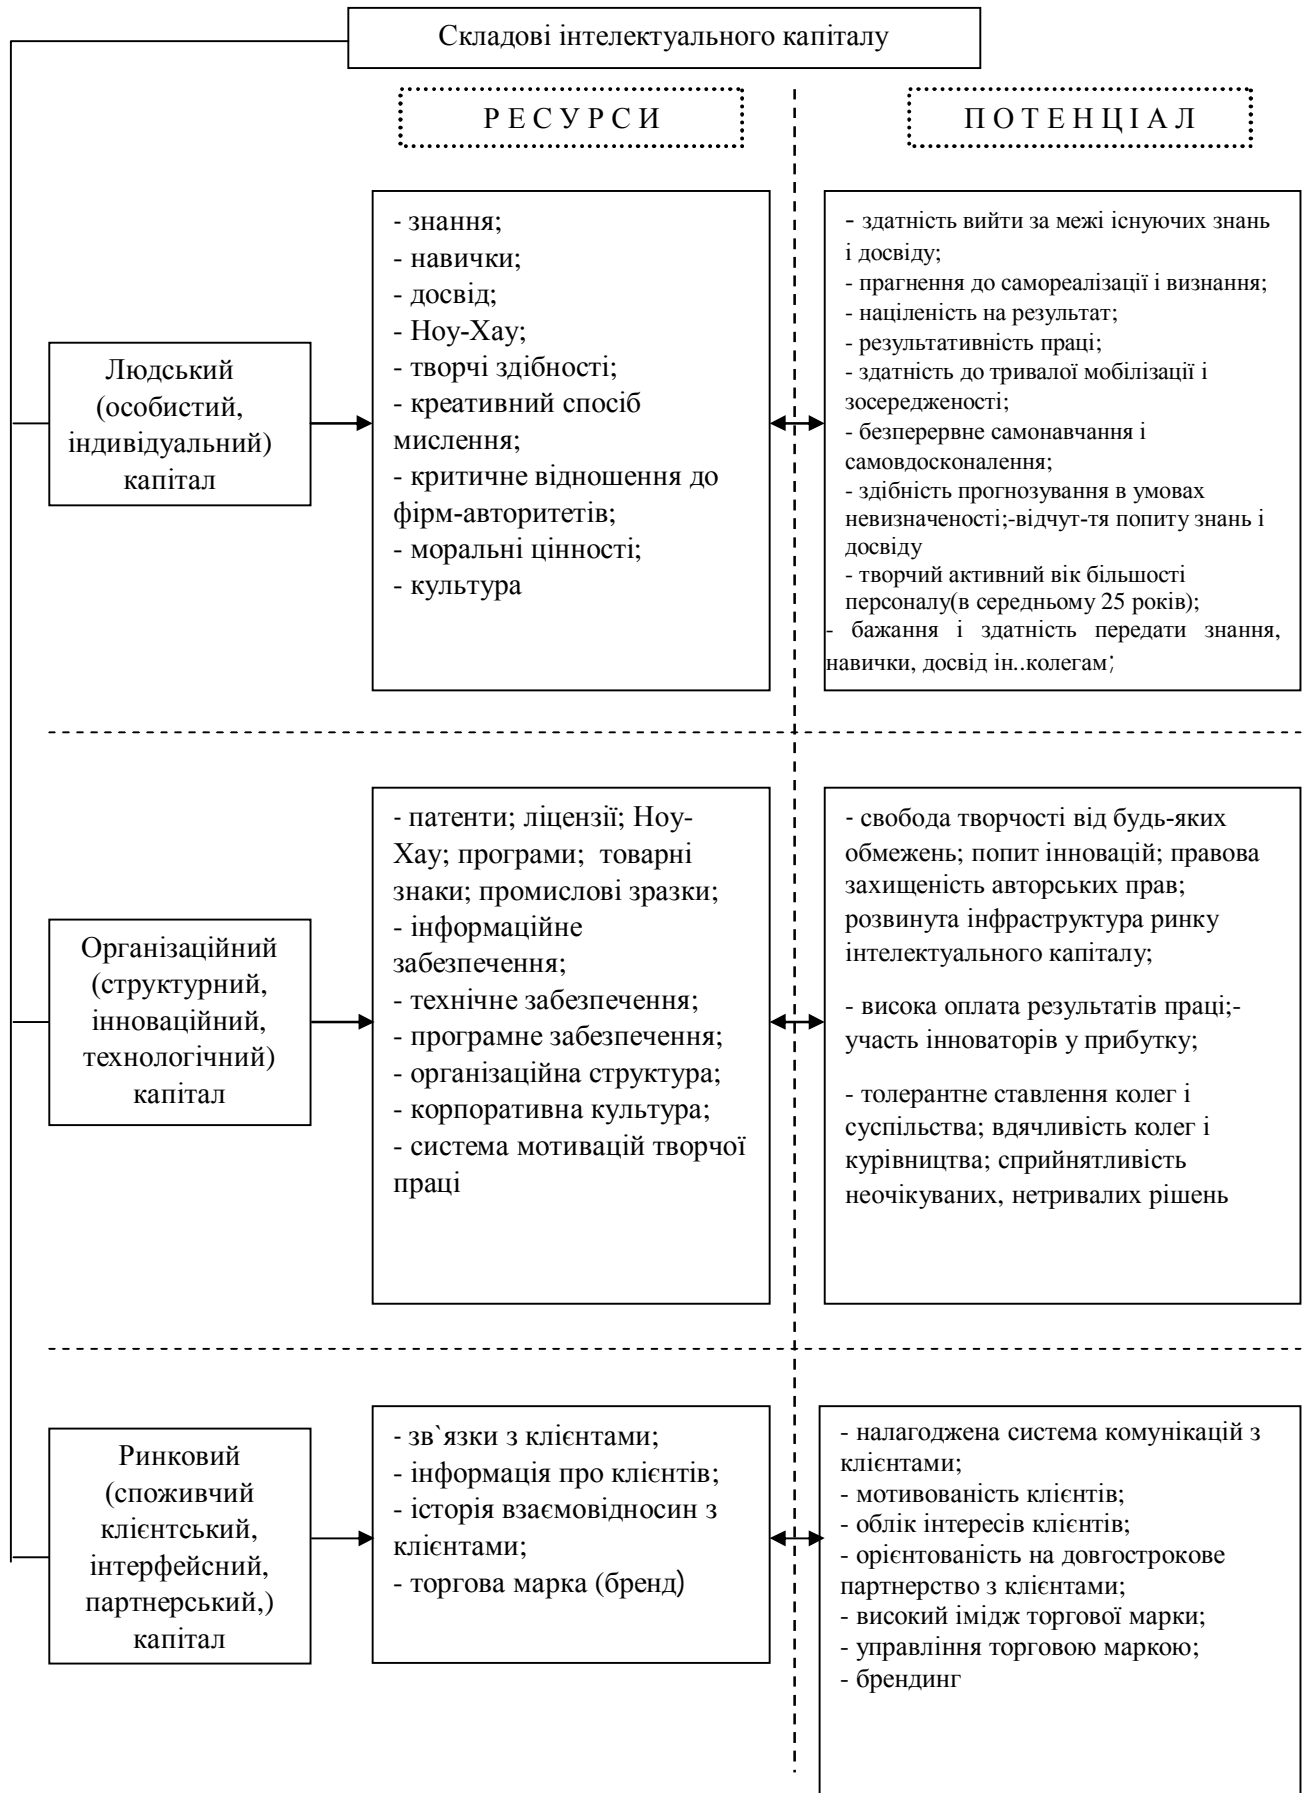 Складові інтелектуального капіталу
Р Е С У Р С И
П О Т Е Н Ц І А Л
Людський
(особистий,
індивідуальний)
капітал
- знання;
- навички;
- досвід;
- Ноу-Хау;
- творчі здібності;
- креативний спосіб
мислення;
- критичне відношення до
фірм-авторитетів;
- моральні цінності;
- культура
- здатність вийти за межі існуючих знань
і досвіду;
- прагнення до самореалізації і визнання;
- націленість на результат;
- результативність праці;
- здатність до тривалої мобілізації і
зосередженості;
- безперервне самонавчання і
самовдосконалення;
- здібність прогнозування в умовах
невизначеності;-відчут-тя попиту знань і
досвіду
- творчий активний вік більшості
персоналу(в середньому 25 років);
- бажання і здатність передати знання,
навички, досвід ін..колегам;
Організаційний
(структурний,
інноваційний,
технологічний)
капітал
- патенти; ліцензії; Ноу-
Хау; програми; товарні
знаки; промислові зразки;
- інформаційне
забезпечення;
- технічне забезпечення;
- програмне забезпечення;
- організаційна структура;
- корпоративна культура;
- система мотивацій творчої
праці
- свобода творчості від будь-яких
обмежень; попит інновацій; правова
захищеність авторських прав;
розвинута інфраструктура ринку
інтелектуального капіталу;
- висока оплата результатів праці;-
участь інноваторів у прибутку;
- толерантне ставлення колег і
суспільства; вдячливість колег і
курівництва; сприйнятливість
неочікуваних, нетривалих рішень
Ринковий
(споживчий
клієнтський,
інтерфейсний,
партнерський,)
капітал
- зв`язки з клієнтами;
- інформація про клієнтів;
- історія взаємовідносин з
клієнтами;
- торгова марка (бренд)
- налагоджена система комунікацій з
клієнтами;
- мотивованість клієнтів;
- облік інтересів клієнтів;
- орієнтованість на довгострокове
партнерство з клієнтами;
- високий імідж торгової марки;
- управління торговою маркою;
- брендинг